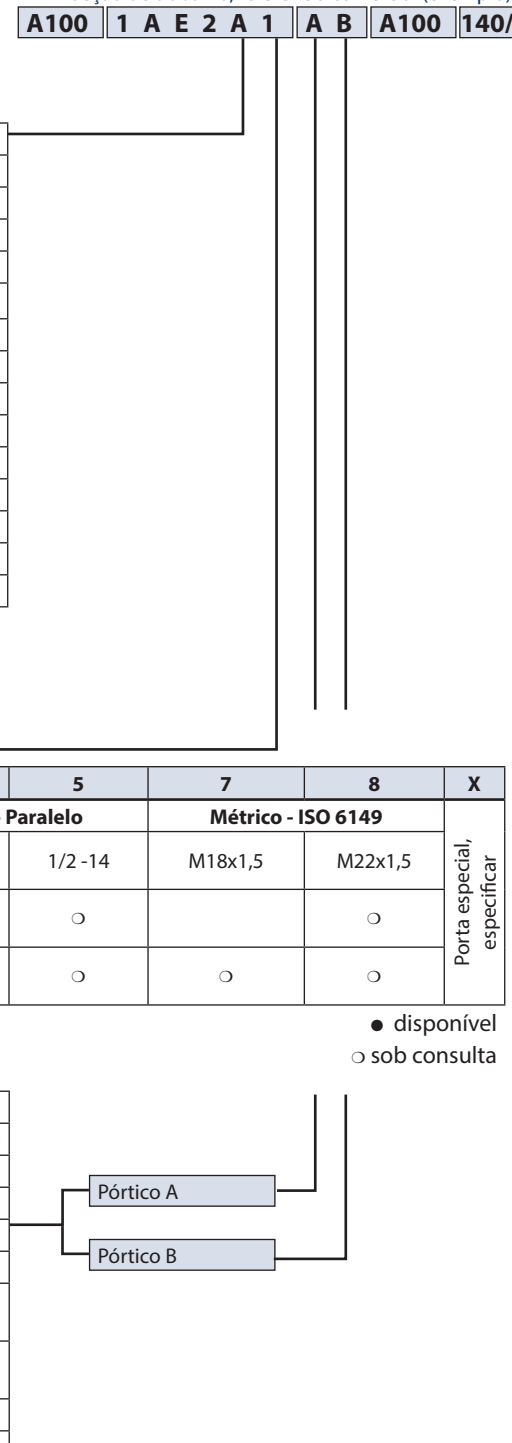 A100 1 A E 2 A 1 A B A100 140/
5 7 8 X
Paralelo Métrico - ISO 6149
1/2 -14 M18x1,5 M22x1,5
Porta especial,
especificar
❍ ❍
❍ ❍ ❍
● disponível
❍ sob consulta
Pórtico A
Pórtico B